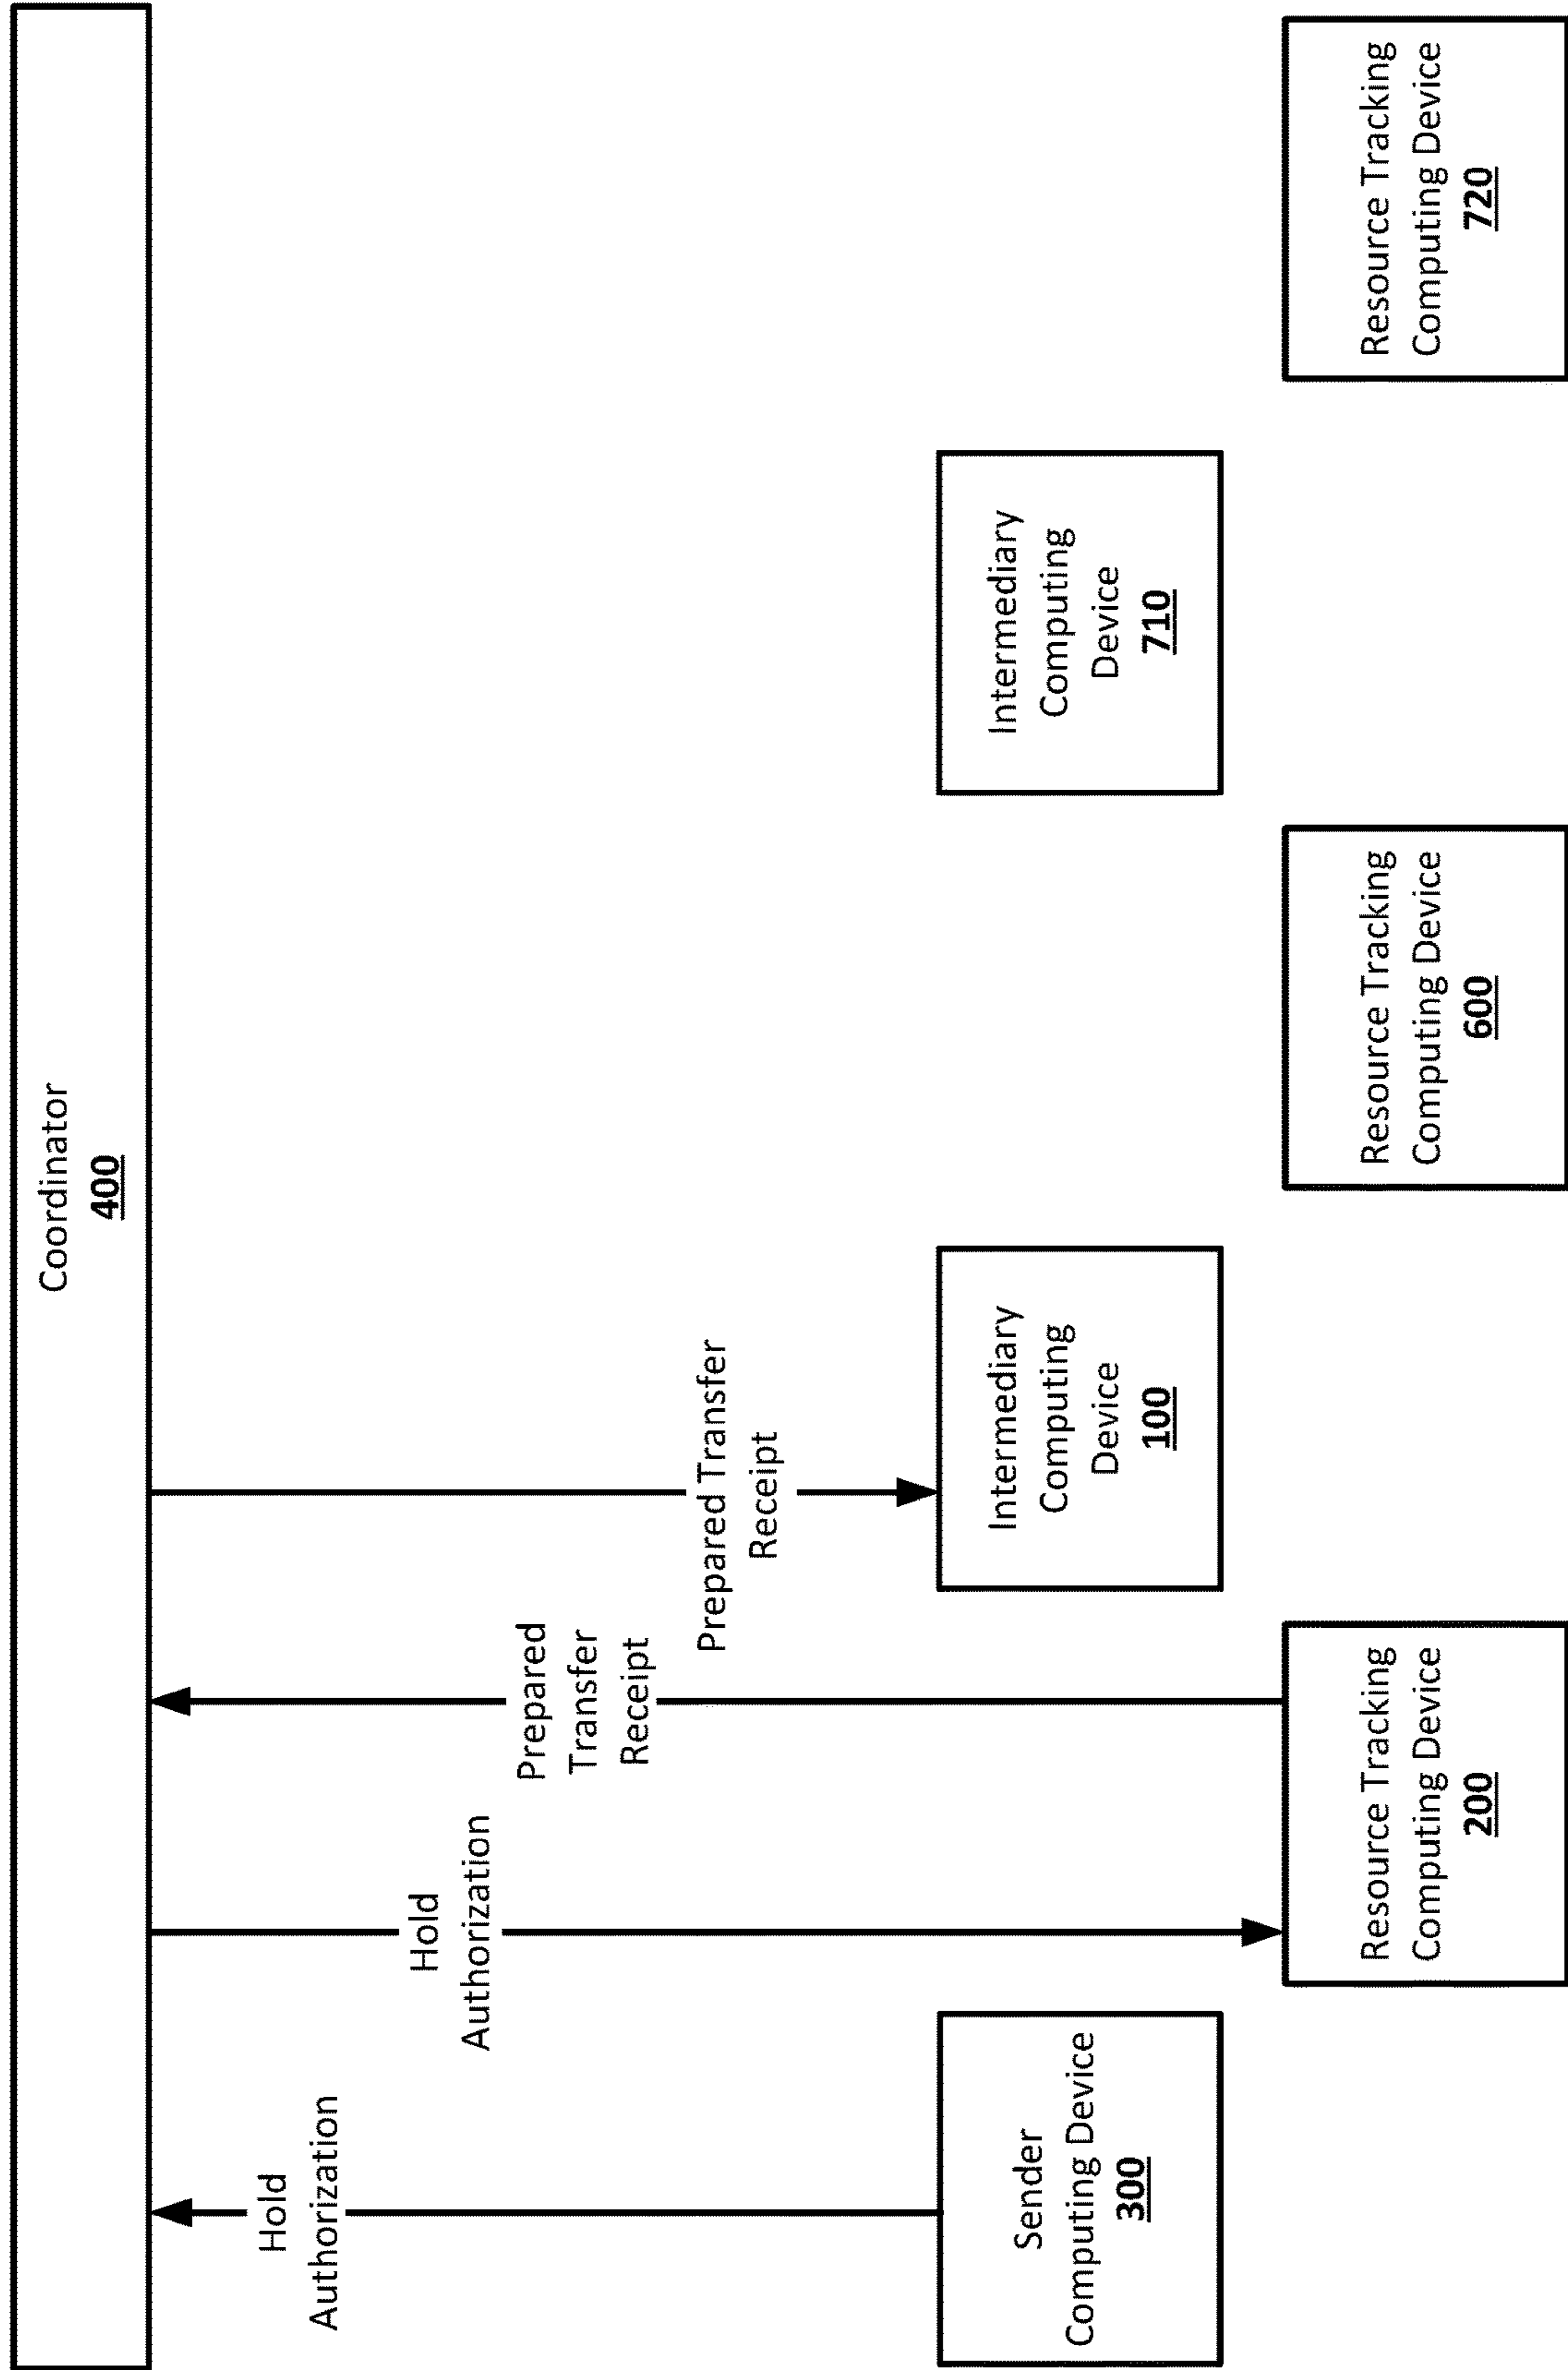 Coordinator
400
Hold
Authorization
Hold
Authorization
Prepared
Transfer
Receipt
Prepared Transfer
Receipt
Sender
Computing Device
300
Intermediary
Computing
Device
100
Intermediary
Computing
Device
710
Resource Tracking
Computing Device
200
Resource Tracking
Computing Device
600
Resource Tracking
Computing Device
720